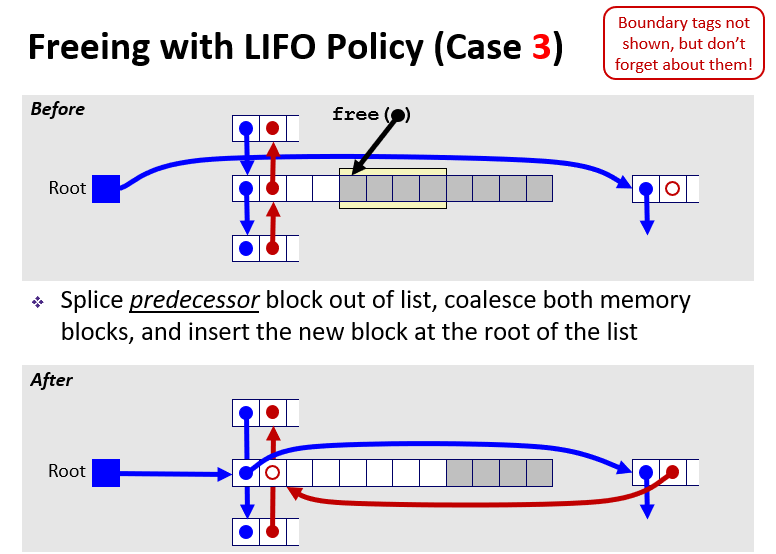 Freeing with LIFO Policy (Case 3)
Boundary tags not
shown, but don't
forget about them!
Before
free( )
Root
Splice predecessor block out of list, coalesce both memory
blocks, and insert the new block at the root of the list
After
Root